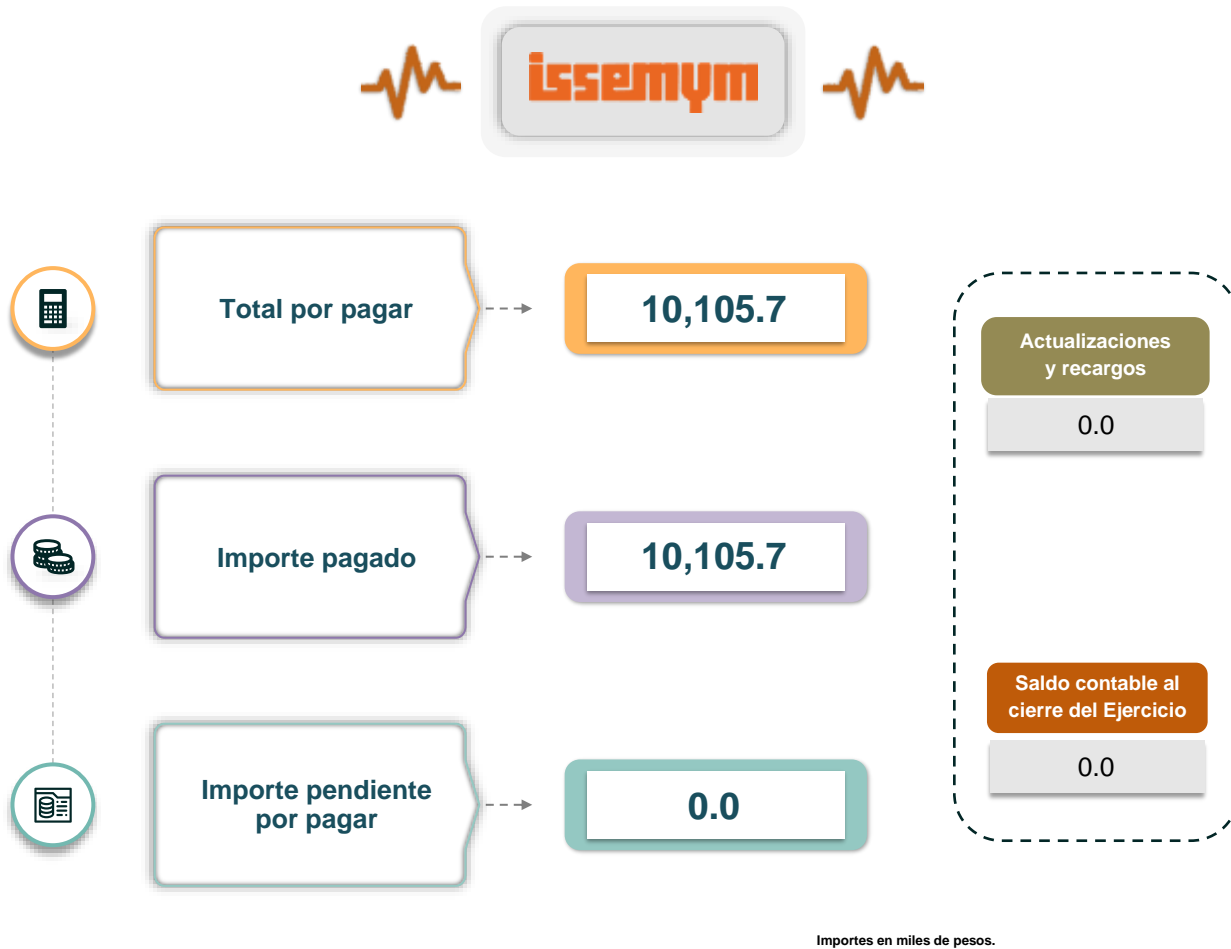 issemym
Total por pagar
10,105.7
Actualizaciones
y recargos
0.0
Importe pagado
10,105.7
Saldo contable al
cierre del Ejercicio
0.0
Importe pendiente
por pagar
0.0
Importes en miles de pesos.